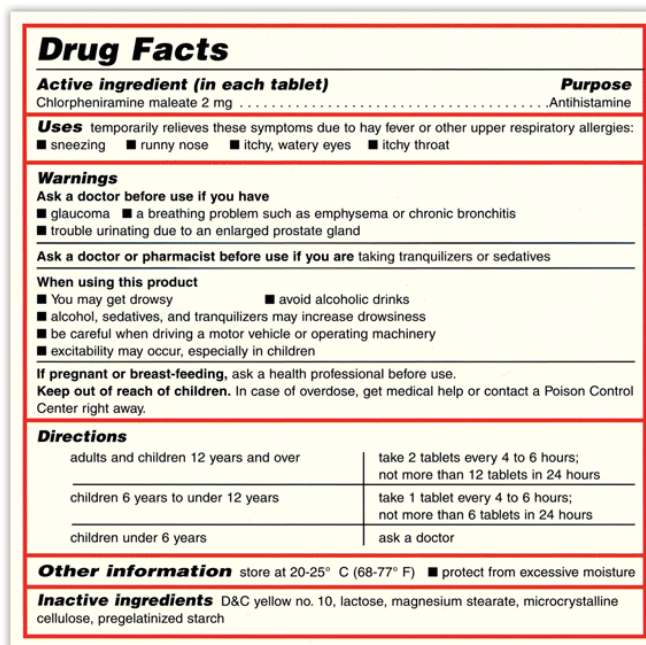 Drug Facts
Active ingredient (in each tablet) Purpose
Chlorpheniramine maleate 2 mg . . . . . . . . . . . . . . . . . . . . . . . . . . . . . . . . . . . . . . . .Antihistamine
Uses temporarily relieves these symptoms due to hay fever or other upper respiratory allergies:
■ sneezing ■ runny nose ■ itchy, watery eyes ■ itchy throat
Warnings
Ask a doctor before use if you have
■ glaucoma ■ a breathing problem such as emphysema or chronic bronchitis
■ trouble urinating due to an enlarged prostate gland
Ask a doctor or pharmacist before use if you are taking tranquilizers or sedatives
When using this product
■ You may get drowsy ■ avoid alcoholic drinks
■ alcohol, sedatives, and tranquilizers may increase drowsiness
■ be careful when driving a motor vehicle or operating machinery
■ excitability may occur, especially in children
If pregnant or breast-feeding, ask a health professional before use.
Keep out of reach of children. In case of overdose, get medical help or contact a Poison Control
Center right away.
Directions
adults and children 12 years and over take 2 tablets every 4 to 6 hours;
not more than 12 tablets in 24 hours
children 6 years to under 12 years take 1 tablet every 4 to 6 hours;
not more than 6 tablets in 24 hours
children under 6 years ask a doctor
Other information store at 20-25° C (68-77° F) ■ protect from excessive moisture
Inactive ingredients D&C yellow no. 10, lactose, magnesium stearate, microcrystalline
cellulose, pregelatinized starch